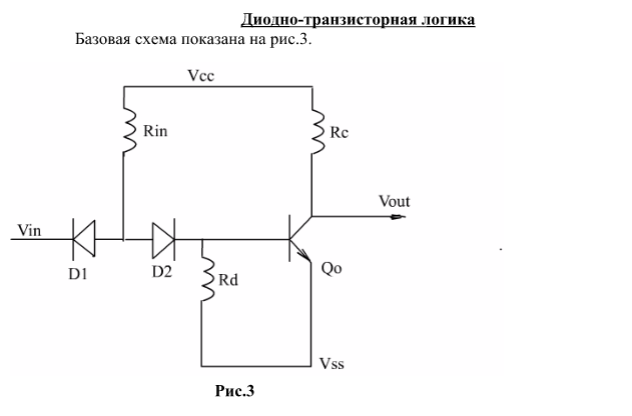 Диодно-транзисторная логика
Базовая схема показана на рис.3.
Vcc
Rin
Rc
Vout
Vin
D1
D2
Rd
Qo
Vss
Рис.3